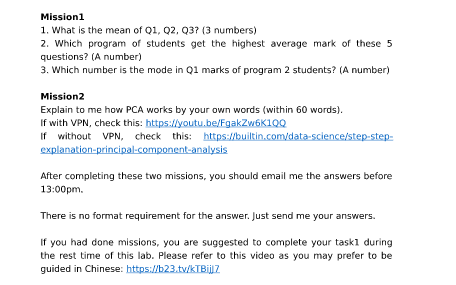 Mission1
1. What is the mean of Q1, Q2, Q3? (3 numbers)
2. Which program of students get the highest average mark of these 5
questions? (A number)
3. Which number is the mode in Q1 marks of program 2 students? (A number)
Mission2
Explain to me how PCA works by your own words (within 60 words).
If with VPN, check this: https://youtu.be/FgakZw6K1QQ
If without VPN, check this: https://builtin.com/data-science/step-step-
explanation-principal-component-analysis
After completing these two missions, you should email me the answers before
13:00pm.
There is no format requirement for the answer. Just send me your answers.
If you had done missions, you are suggested to complete your task1 during
the rest time of this lab. Please refer to this video as you may prefer to be
guided in Chinese: https://b23.tv/kTBijJ7